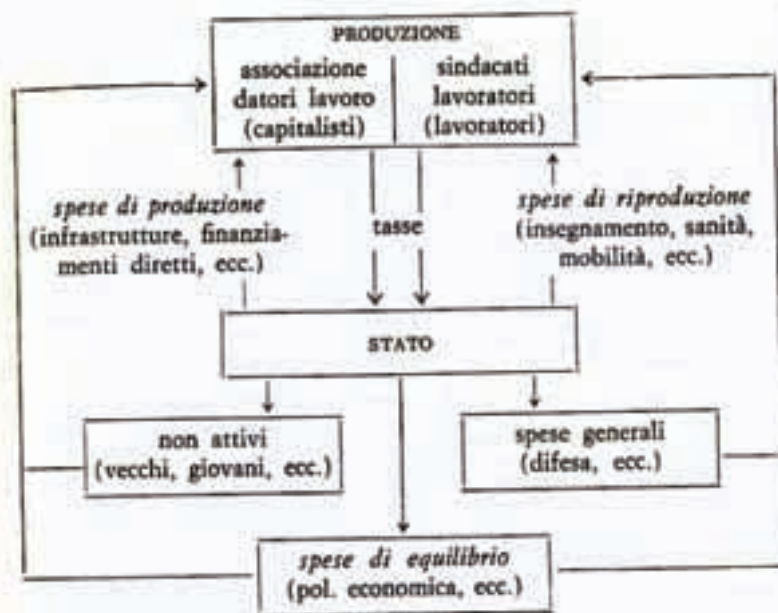 PRODUZIONE
associazione
datori lavoro
(capitalisti)
sindacati
lavoratori
(lavoratori)
spese di produzione
(infrastrutture, finanzia-
menti diretti, ecc.)
tasse
spese di riproduzione
(insegnamento, sanità,
mobilità, ecc.)
STATO
non attivi
(vecchi, giovani, ecc.)
spese generali
(difesa, ecc.)
spese di equilibrio
(pol. economica, ecc.)